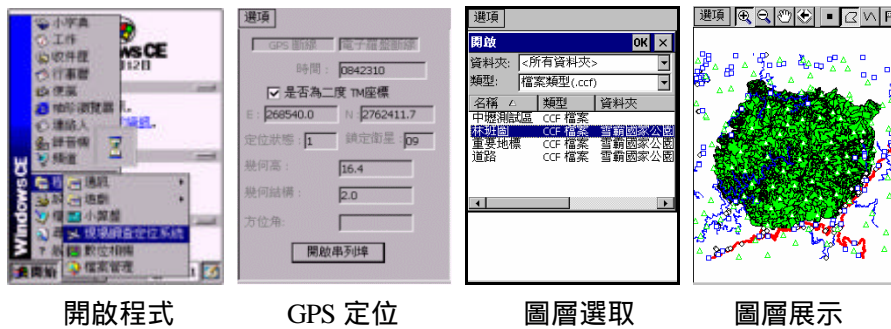 小字典
工作
收件匣
行事曆
便箋
網際瀏覽器
連絡人
錄音機
頻道
Windows CE
通訊
遊戲
小算盤
現場調查定位系統
數位相機
檔案管理
開始
選項
GPS 斷線
電子羅盤斷線
時間：
0842310
是否為二度 TM座標
E：
268540.0
N：
2762411.7
定位狀態：
1
鎖定衛星：
09
幾何高：
16.4
幾何結構：
2.0
方位角：
開啟串列埠
選項
開啟
OK
資料夾:
<所有資料夾>
類型:
檔案類型(.ccf)
名稱 類型 資料夾
中壢測試區 CCF 檔案
林班圖 CCF 檔案 雪霸國家公園
重要地標 CCF 檔案 雪霸國家公園
道路 CCF 檔案 雪霸國家公園
選項
開啟程式
GPS 定位
圖層選取
圖層展示